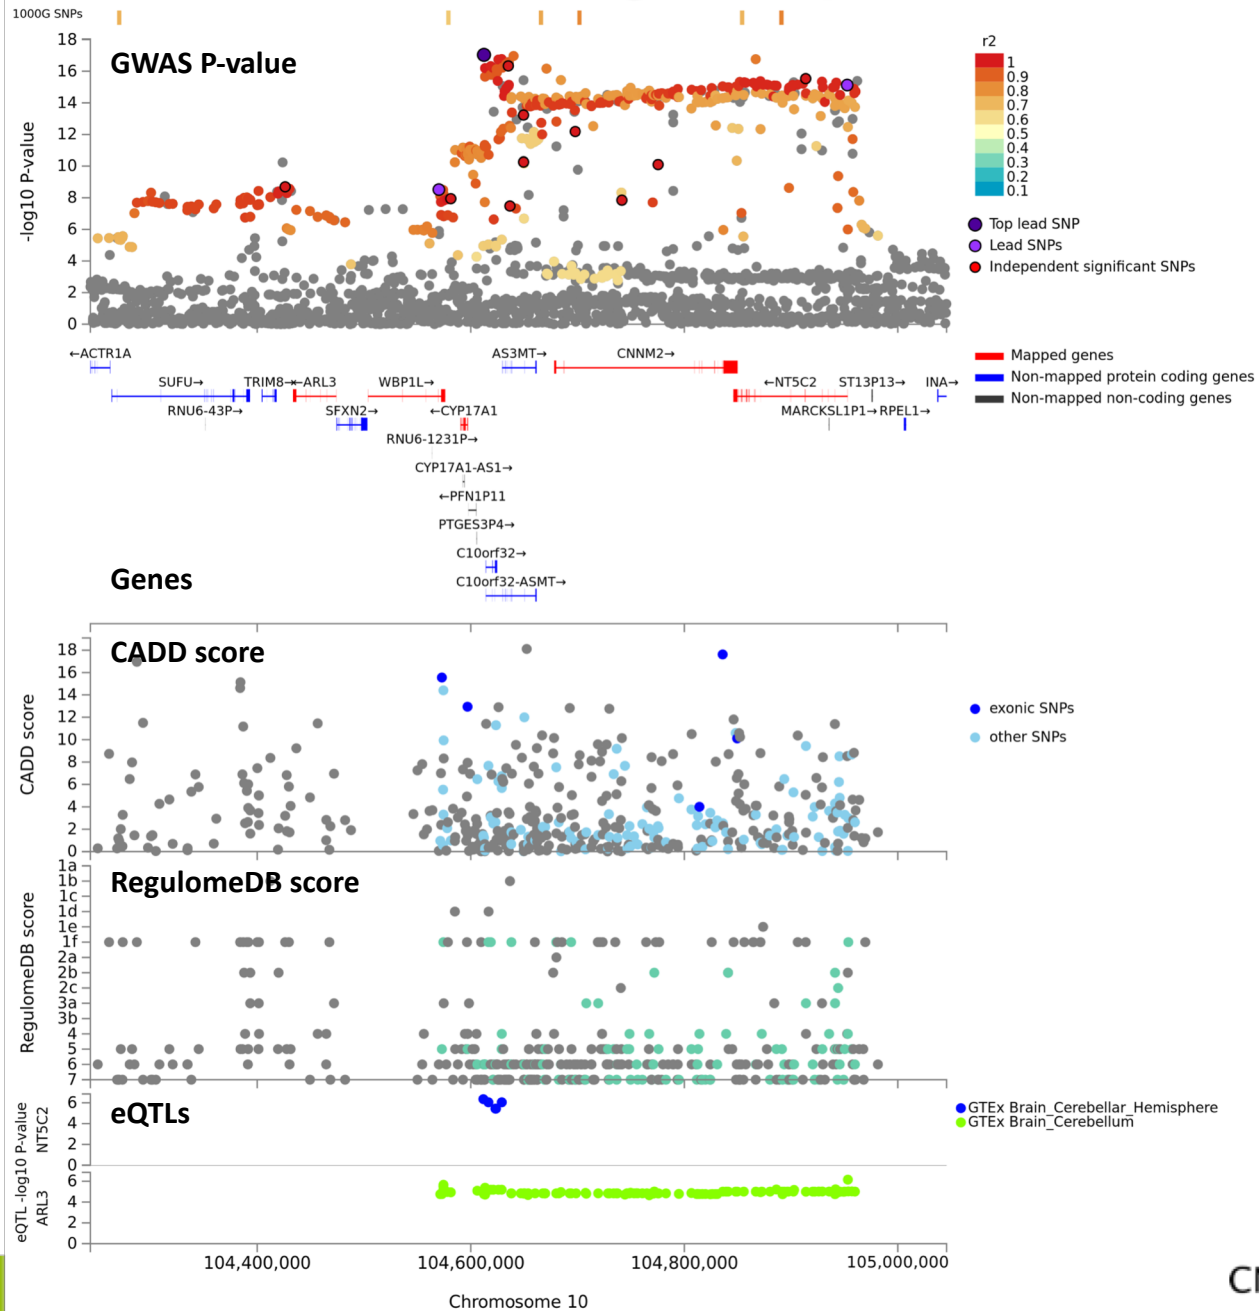 1000G SNPs
GWAS P-value
-log10 P-value
18
16
14
12
10
8
6
4
2
0
r2
1
0.9
0.8
0.7
0.6
0.5
0.4
0.3
0.2
0.1
Top lead SNP
Lead SNPs
Independent significant SNPs
←ACTR1A
AS3MT→
CNNM2→
SUFU→
TRIM8→
←ARL3
WBP1L→
←NT5C2
ST13P13→
INA→
RNU6-43P→
SFXN2→
←CYP17A1
MARCKSL1P1→
RPEL1→
RNU6-1231P→
CYP17A1-AS1→
←PFN1P11
PTGES3P4→
C10orf32→
C10orf32-ASMT→
Genes
Mapped genes
Non-mapped protein coding genes
Non-mapped non-coding genes
CADD score
CADD score
18
16
14
12
10
8
6
4
2
0
exonic SNPs
other SNPs
RegulomeDB score
RegulomeDB score
1a
1b
1c
1d
1e
1f
2a
2b
2c
3a
3b
4
5
6
7
eQTLs
eQTL -log10 P-value
NT5C2
6
4
2
0
ARL3
6
4
2
0
GTEx Brain_Cerebellar_Hemisphere
GTEx Brain_Cerebellum
104,400,000 104,600,000 104,800,000 105,000,000
Chromosome 10